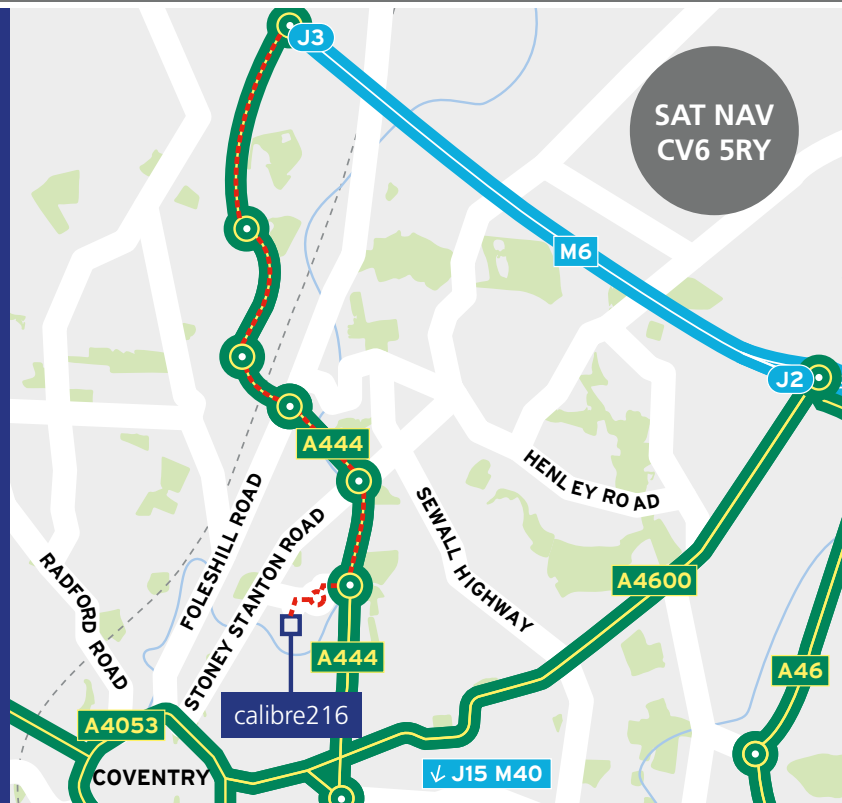 J3
SAT NAV
CV6 5RY
M6
J2
A444
HENLEY ROAD
FOLESHILL ROAD
SEWALL HIGHWAY
STONEY STANTON ROAD
RADFORD ROAD
A4600
A444
A46
calibre216
A4053
COVENTRY
↓ J15 M40